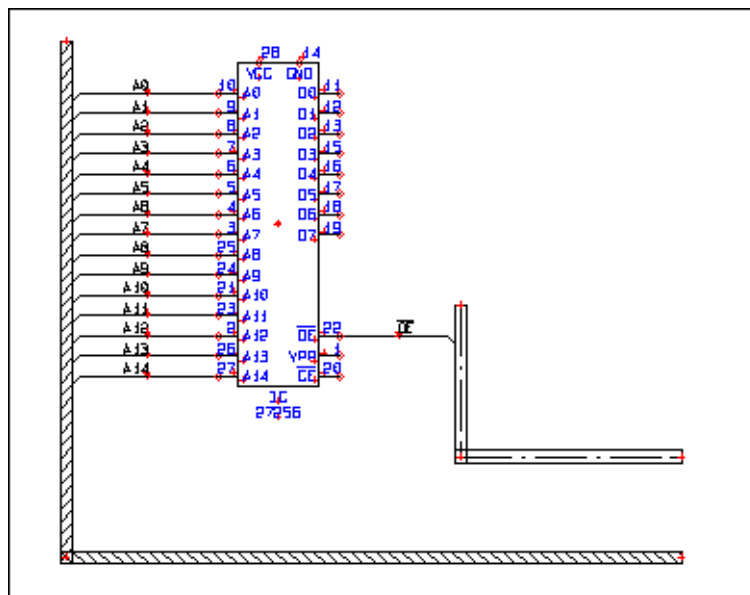 28 14
VCC GND
A0 10 A0 D0 11
A1 9 A1 D1 12
A2 8 A2 D2 13
A3 7 A3 D3 15
A4 6 A4 D4 16
A5 5 A5 D5 17
A6 4 A6 D6 18
A7 3 A7 D7 19
A8 25 A8
A9 24 A9
A10 21 A10
A11 23 A11
A12 2 A12 OE 22 OE
A13 26 A13 VPP 1
A14 27 A14 CE 20
IC
27256